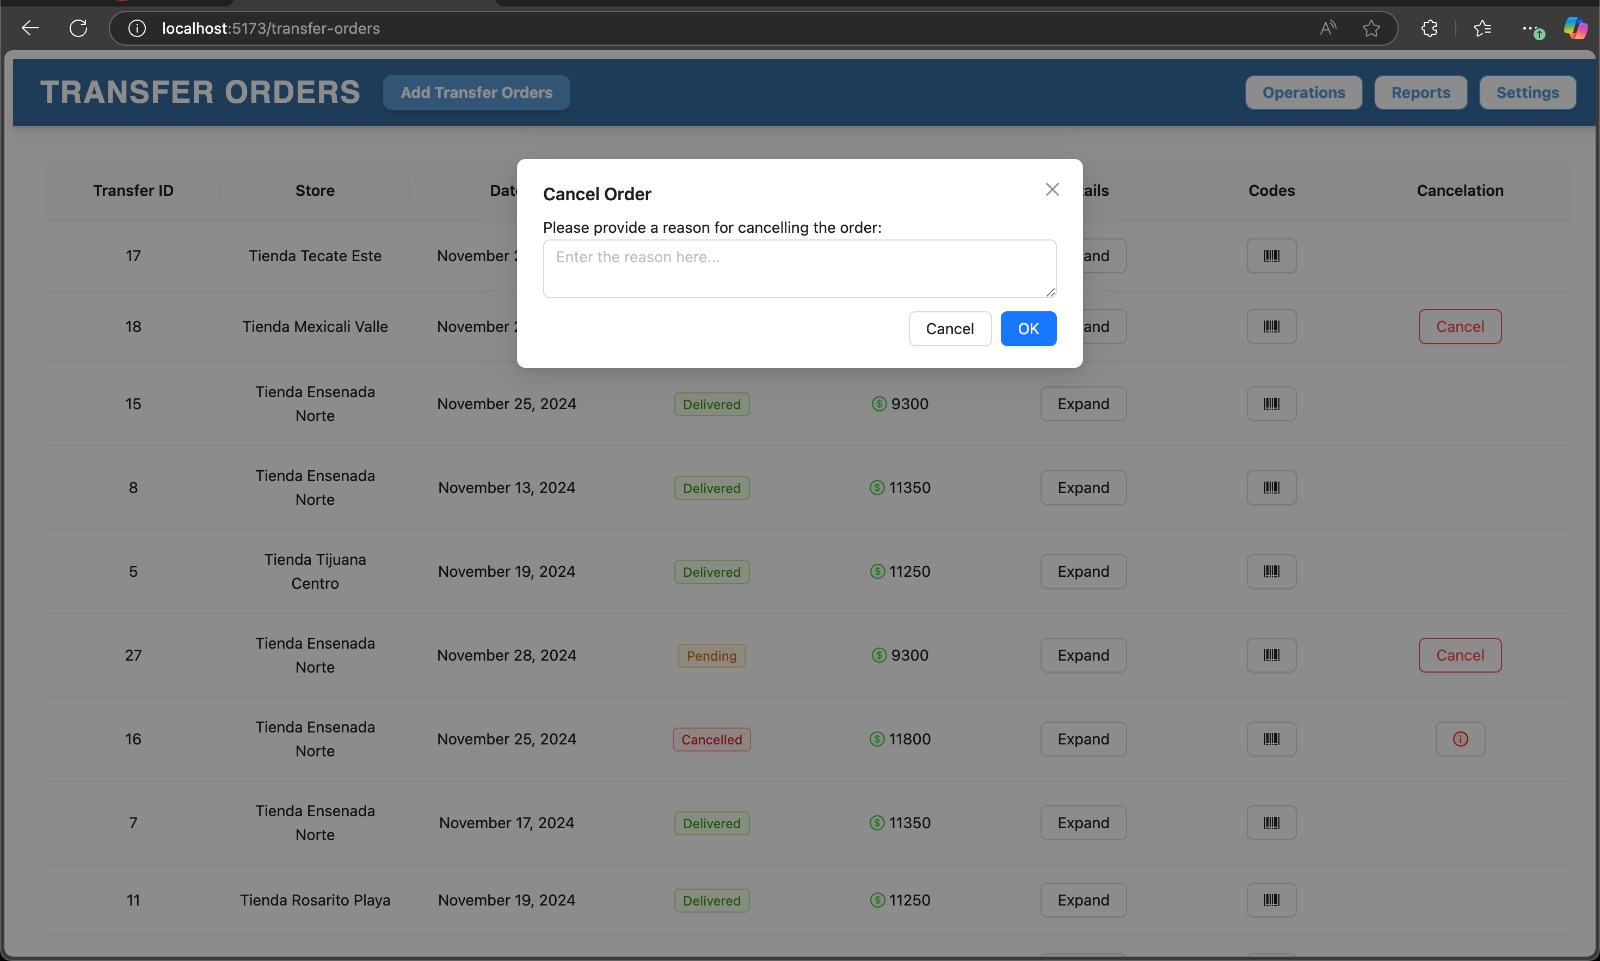 localhost:5173/transfer-orders
TRANSFER ORDERS Add Transfer Orders Operations Reports Settings
Cancel Order
Please provide a reason for cancelling the order:
Enter the reason here...
Cancel OK
Transfer ID Store Codes Cancelation
17 Tienda Tecate Este November
18 Tienda Mexicali Valle November Cancel
15 Tienda Ensenada Norte November 25, 2024 Delivered 9300 Expand
8 Tienda Ensenada Norte November 13, 2024 Delivered 11350 Expand
5 Tienda Tijuana Centro November 19, 2024 Delivered 11250 Expand
27 Tienda Ensenada Norte November 28, 2024 Pending 9300 Expand Cancel
16 Tienda Ensenada Norte November 25, 2024 Cancelled 11800 Expand
7 Tienda Ensenada Norte November 17, 2024 Delivered 11350 Expand
11 Tienda Rosarito Playa November 19, 2024 Delivered 11250 Expand